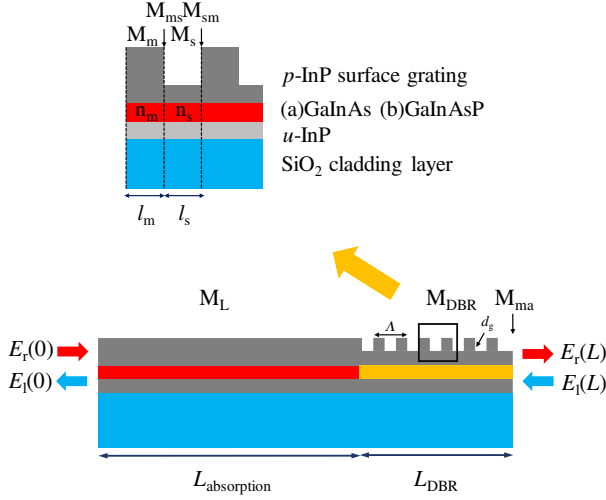 M_ms M_sm
M_m M_s
p-InP surface grating
n_m n_s (a)GaInAs (b)GaInAsP
u-InP
SiO₂ cladding layer
l_m l_s
M_L M_DBR M_ma
Λ d_g
E_r(0) E_r(L)
E_l(0) E_l(L)
L_absorption L_DBR